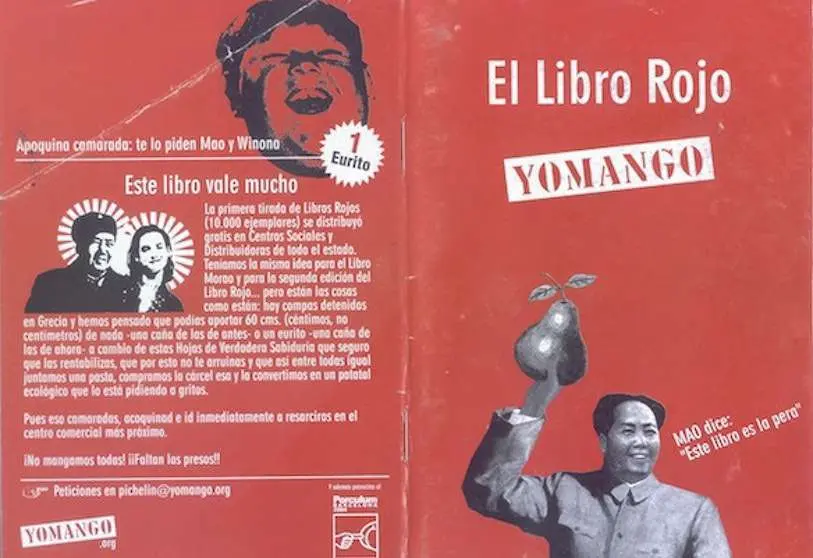 Apoquina camarada: te lo piden Mao y Winona
1
Eurito
Este libro vale mucho
La primera tirada de Libros Rojos
(10.000 ejemplares) se distribuyó
gratis en Centros Sociales y
Distribuidoras de todo el estado.
Teníamos la misma idea para el Libro
Morao y para la segunda edición del
Libro Rojo... pero están las cosas
como están: hay compas detenidos
en Grecia y hemos pensado que podías aportar 60 cms. (céntimos, no
centímetros) de nada -una caña de las de antes- o un eurito -una caña de
las de ahora- a cambio de estas Hojas de Verdadera Sabiduría que seguro
que las rentabilizas, que por esto no te arruinas y que así entre todas igual
juntamos una pasta, compramos la cárcel esa y la convertimos en un patatal
ecológico que lo está pidiendo a gritos.
Pues eso camaradas, acoquinad e id inmediatamente a resarciros en el
centro comercial más próximo.
¡No mangamos todas! ¡¡Faltan las presas!!
Peticiones en pichelin@yomango.org
YOMANGO
.org
Porculum
BARCELONA
2004
El Libro Rojo
YOMANGO
MAO dice:
"Este libro es la pera"